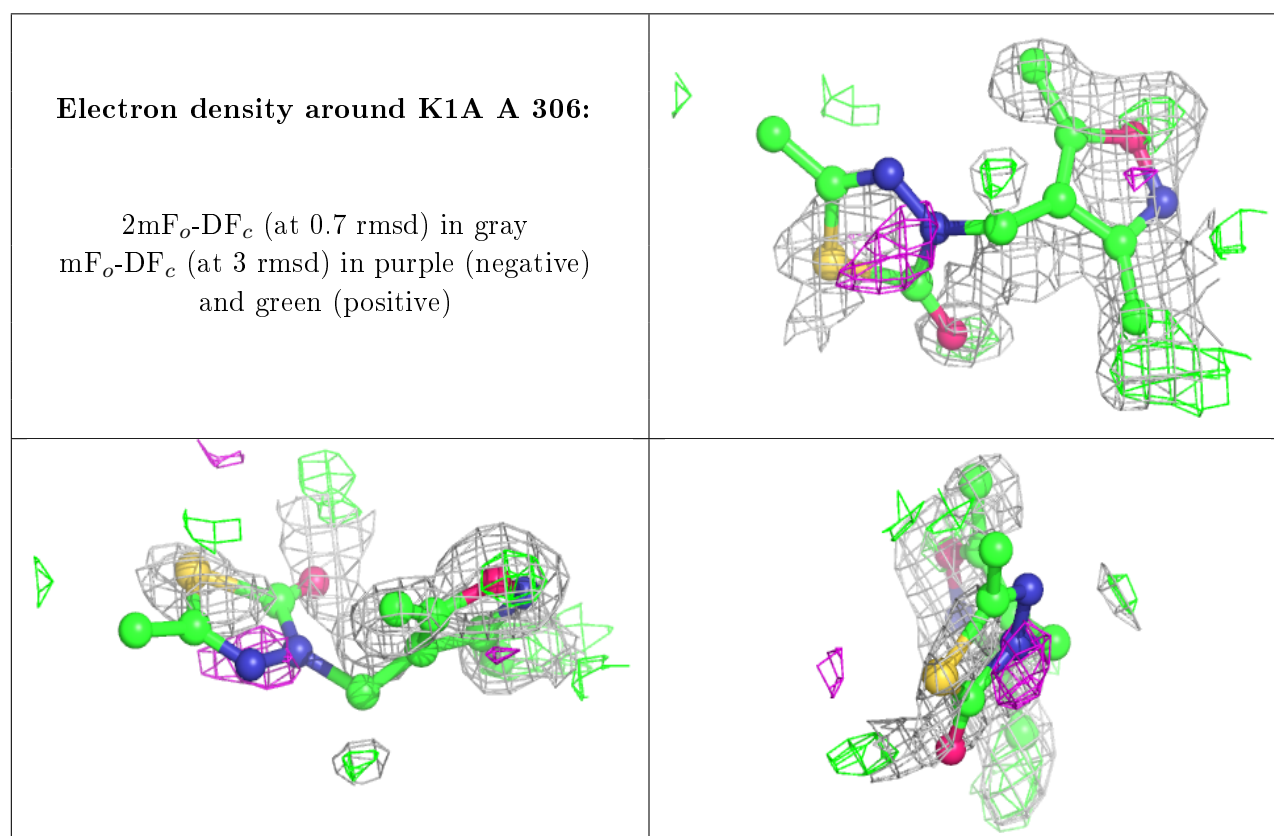 Electron density around K1A A 306:
2mFo-DFc (at 0.7 rmsd) in gray
mFo-DFc (at 3 rmsd) in purple (negative)
and green (positive)